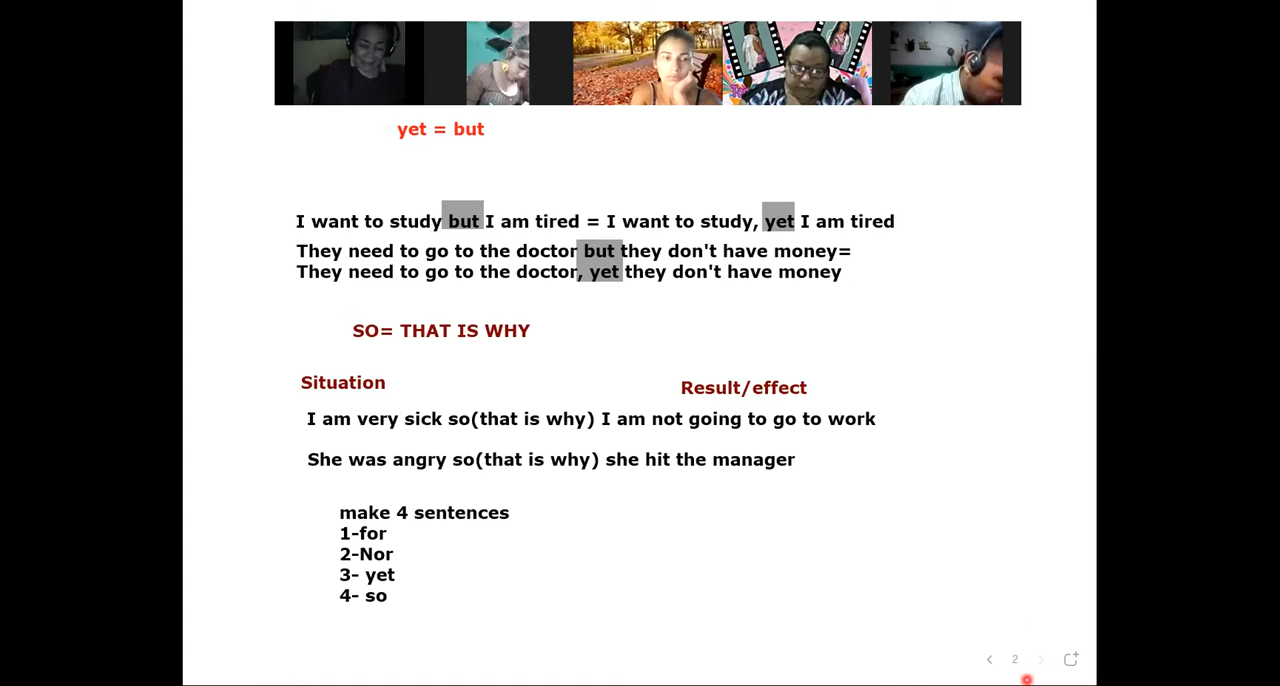 yet = but
I want to study but I am tired = I want to study, yet I am tired
They need to go to the doctor but they don't have money=
They need to go to the doctor, yet they don't have money
SO= THAT IS WHY
Situation
Result/effect
I am very sick so(that is why) I am not going to go to work
She was angry so(that is why) she hit the manager
make 4 sentences
1-for
2-Nor
3- yet
4- so
2